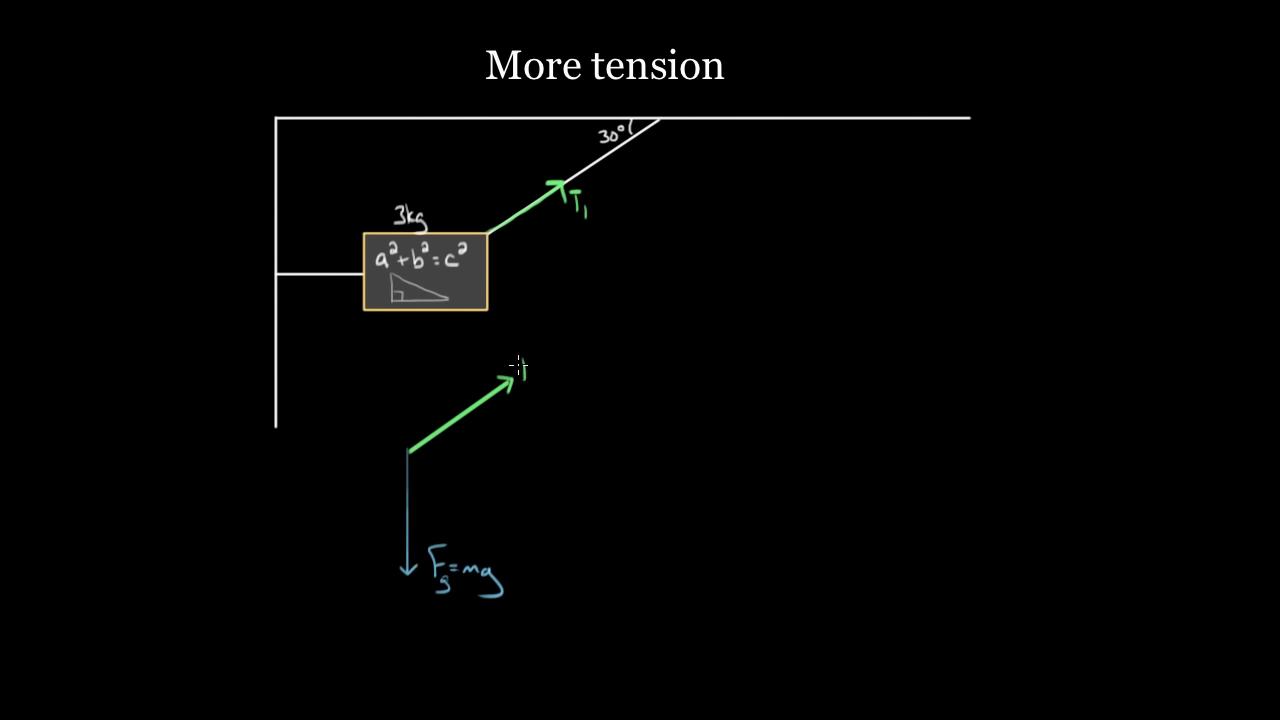 More tension
30°
T₁
3kg
a²+b²=c²
F_g=mg